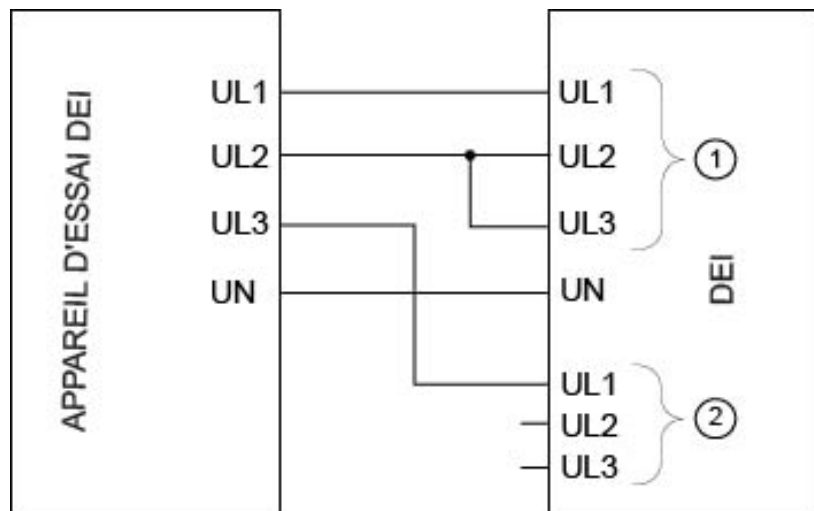 APPAREIL D'ESSAI DEI
UL1
UL2
UL3
UN
UL1
UL2
UL3
UN
UL1
UL2
UL3
1
2
DEI